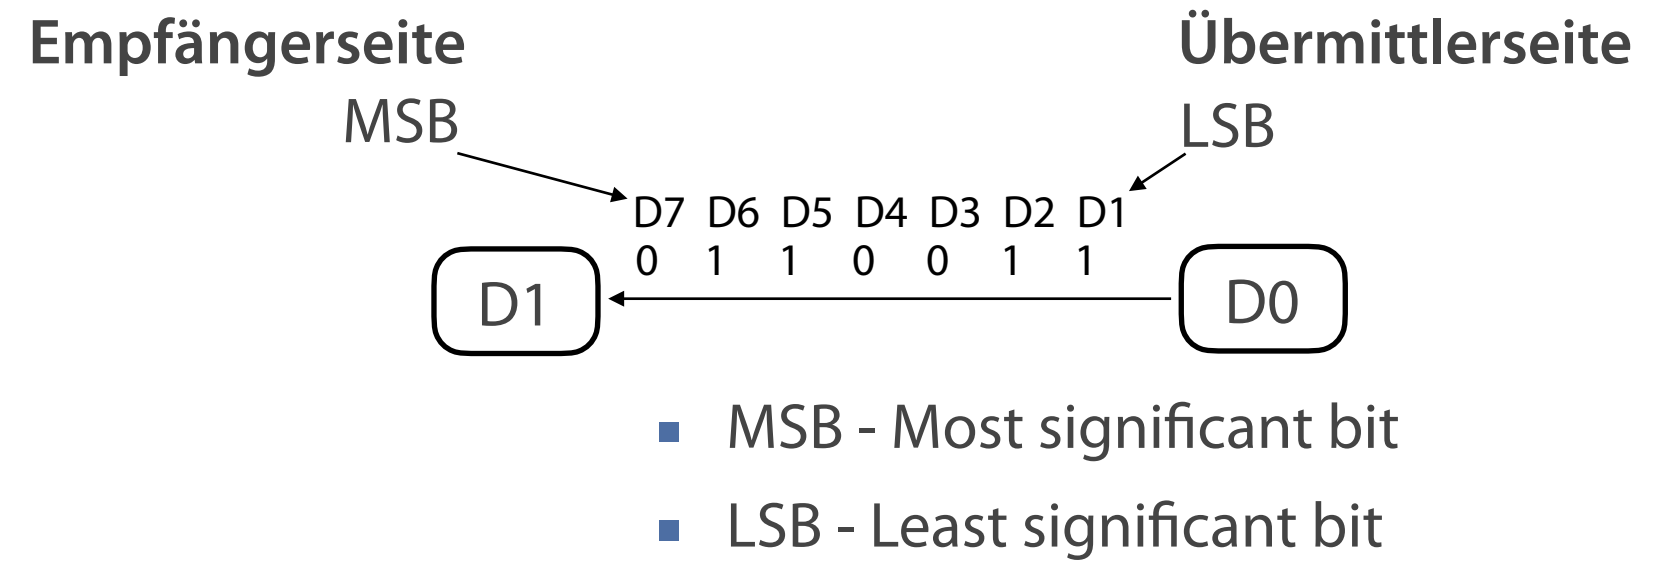 Empfängerseite Übermittlerseite
MSB LSB
D7 D6 D5 D4 D3 D2 D1
0 1 1 0 0 1 1
D1 D0
MSB - Most significant bit
LSB - Least significant bit